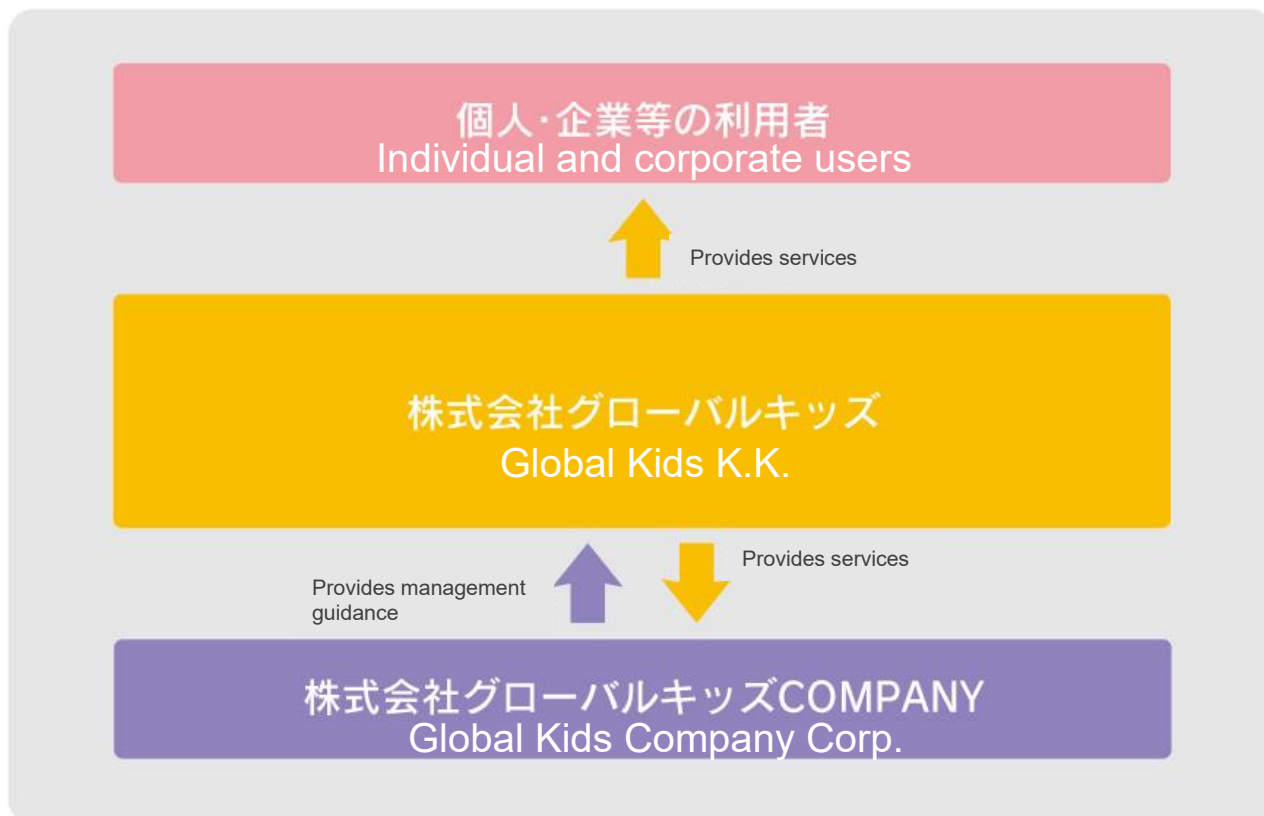 個人･企業等の利用者
Individual and corporate users
Provides services
株式会社グローバルキッズ
Global Kids K.K.
Provides services
Provides management
guidance
株式会社グローバルキッズCOMPANY
Global Kids Company Corp.